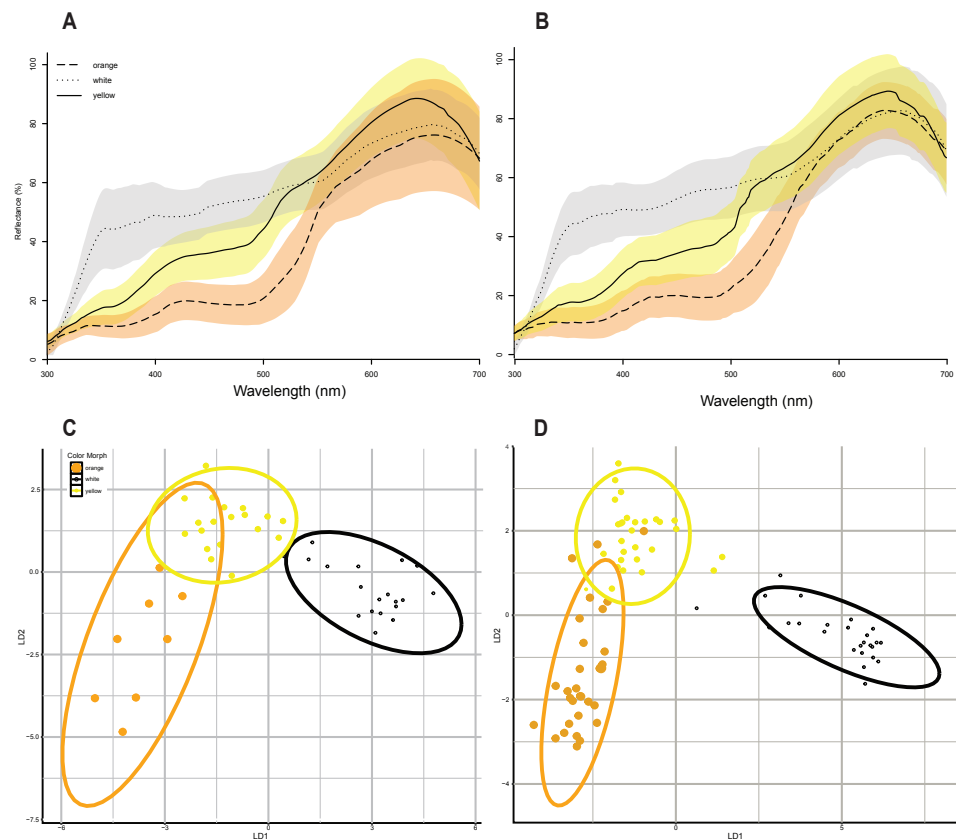 A
B
orange
white
yellow
100
80
60
40
20
0
Reflectance (%)
300
400
500
600
700
Wavelength (nm)
100
80
60
40
20
0
300
400
500
600
700
Wavelength (nm)
C
D
Color Morph
orange
white
yellow
2.5
0.0
-2.5
-5.0
-7.5
LD2
-6
-3
0
3
6
LD1
4
2
0
-2
-4
LD2
0
5
LD1